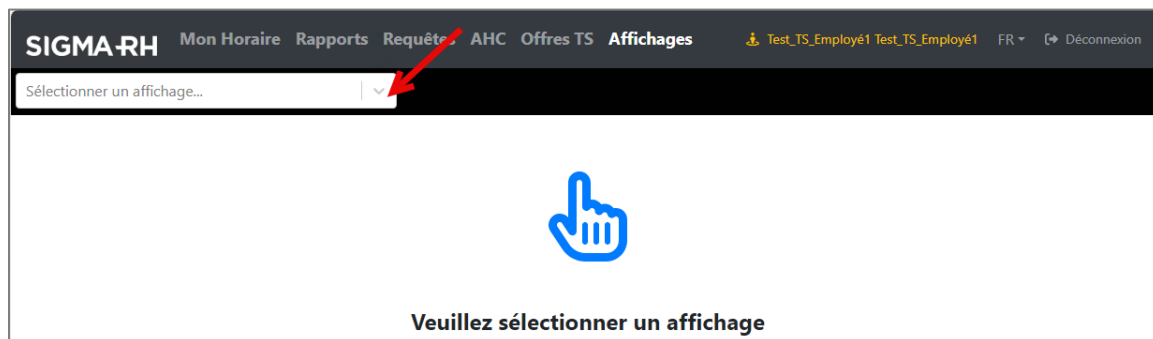 SIGMA-RH Mon Horaire Rapports Requêtes AHC Offres TS Affichages Test_TS_Employé1 Test_TS_Employé1 FR Déconnexion
Sélectionner un affichage...
Veuillez sélectionner un affichage